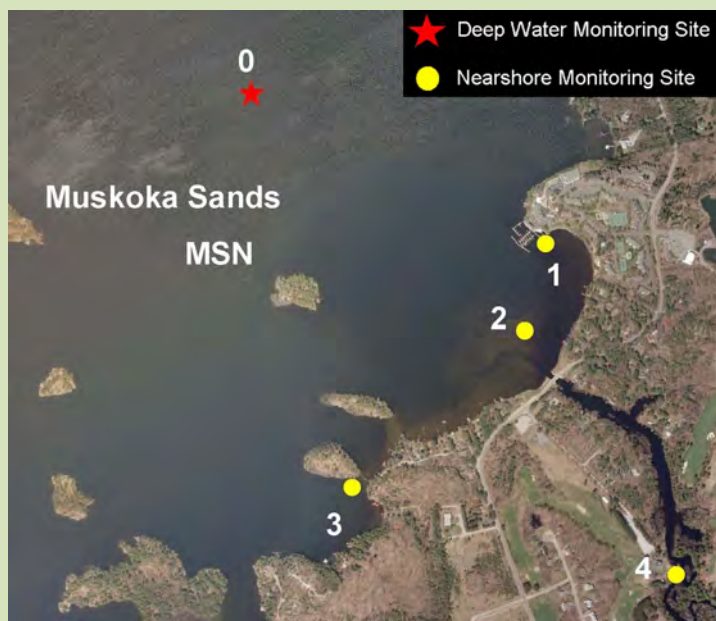 Deep Water Monitoring Site
Nearshore Monitoring Site
0
Muskoka Sands
MSN
1
2
3
4